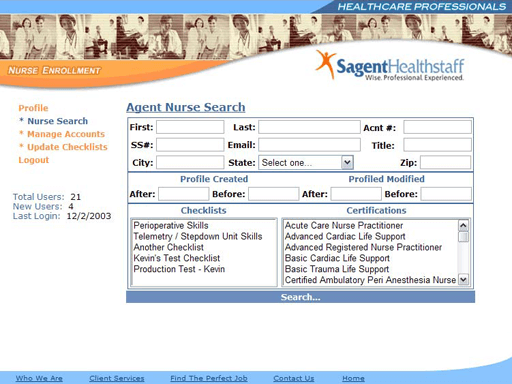 HEALTHCARE PROFESSIONALS
NURSE ENROLLMENT
SagentHealthstaff
Wise. Professional Experienced.
Profile
* Nurse Search
* Manage Accounts
* Update Checklists
Logout
Total Users: 21
New Users: 4
Last Login: 12/2/2003
Agent Nurse Search
First: Last: Acnt #:
SS#: Email: Title:
City: State: Select one... Zip:
Profile Created Profiled Modified
After: Before: After: Before:
Checklists Certifications
Perioperative Skills
Telemetry / Stepdown Unit Skills
Another Checklist
Kevin's Test Checklist
Production Test - Kevin
Acute Care Nurse Practitioner
Advanced Cardiac Life Support
Advanced Registered Nurse Practitioner
Basic Cardiac Life Support
Basic Trauma Life Support
Certified Ambulatory Peri Anesthesia Nurse
Search...
Who We Are Client Services Find The Perfect Job Contact Us Home